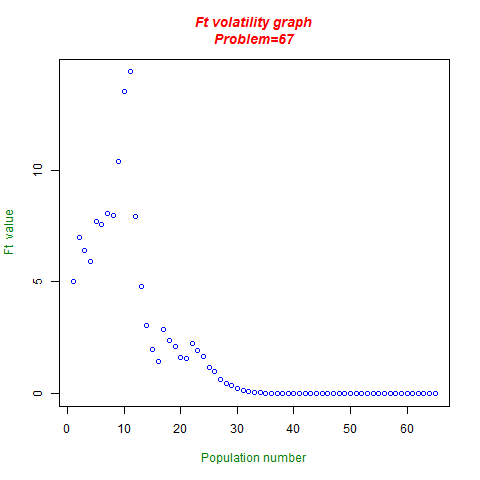 Ft volatility graph
Problem=67
10
5
0
Ft value
0 10 20 30 40 50 60
Population number